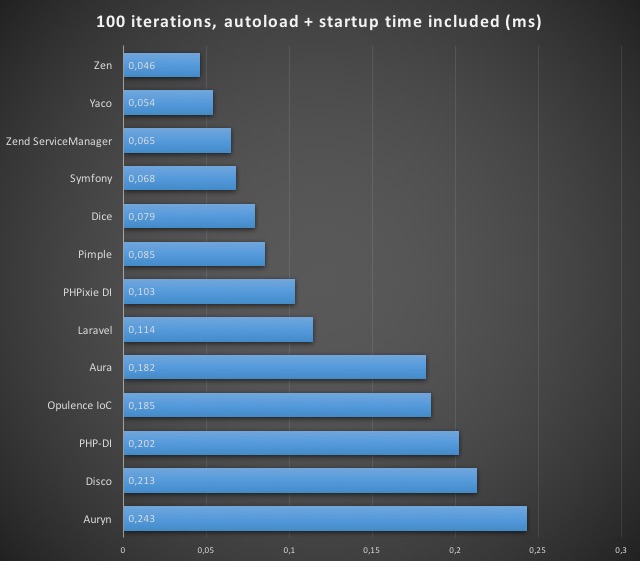 100 iterations, autoload + startup time included (ms)
Zen 0,046
Yaco 0,054
Zend ServiceManager 0,065
Symfony 0,068
Dice 0,079
Pimple 0,085
PHPixie DI 0,103
Laravel 0,114
Aura 0,182
Opulence IoC 0,185
PHP-DI 0,202
Disco 0,213
Auryn 0,243
0 0,05 0,1 0,15 0,2 0,25 0,3